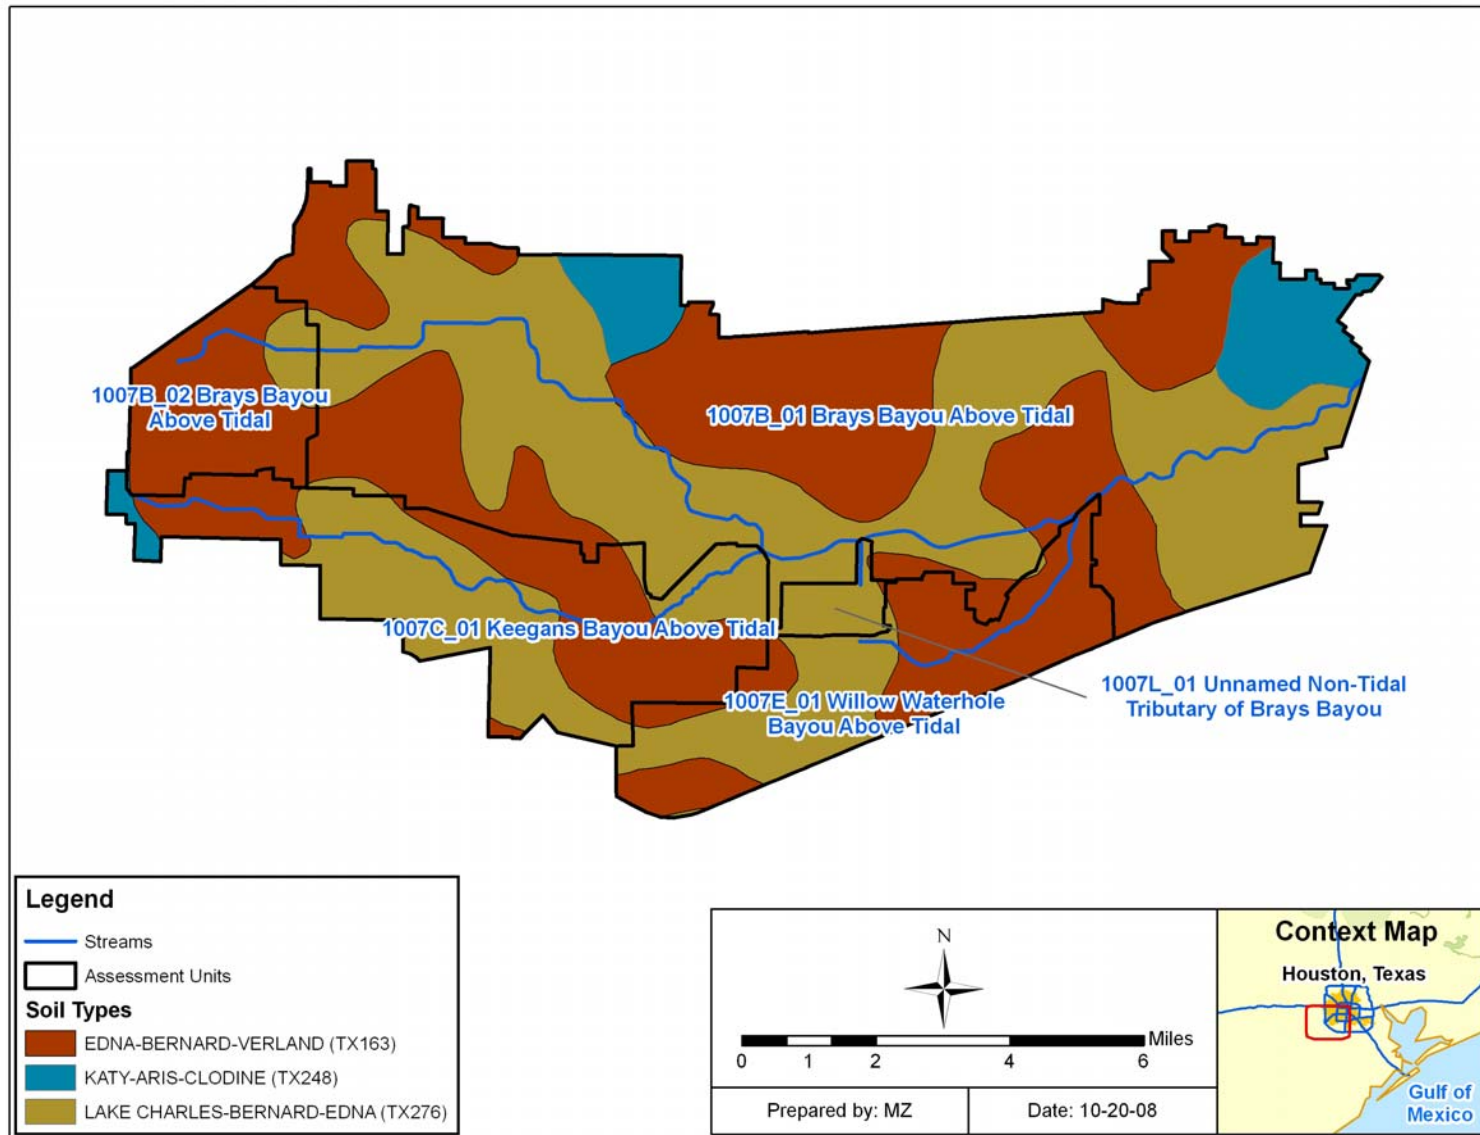 1007B_02 Brays Bayou
Above Tidal
1007B_01 Brays Bayou Above Tidal
1007C_01 Keegans Bayou Above Tidal
1007E_01 Willow Waterhole
Bayou Above Tidal
1007L_01 Unnamed Non-Tidal
Tributary of Brays Bayou
Legend
Streams
Assessment Units
Soil Types
EDNA-BERNARD-VERLAND (TX163)
KATY-ARIS-CLODINE (TX248)
LAKE CHARLES-BERNARD-EDNA (TX276)
N
Miles
0 1 2 4 6
Prepared by: MZ
Date: 10-20-08
Context Map
Houston, Texas
Gulf of
Mexico